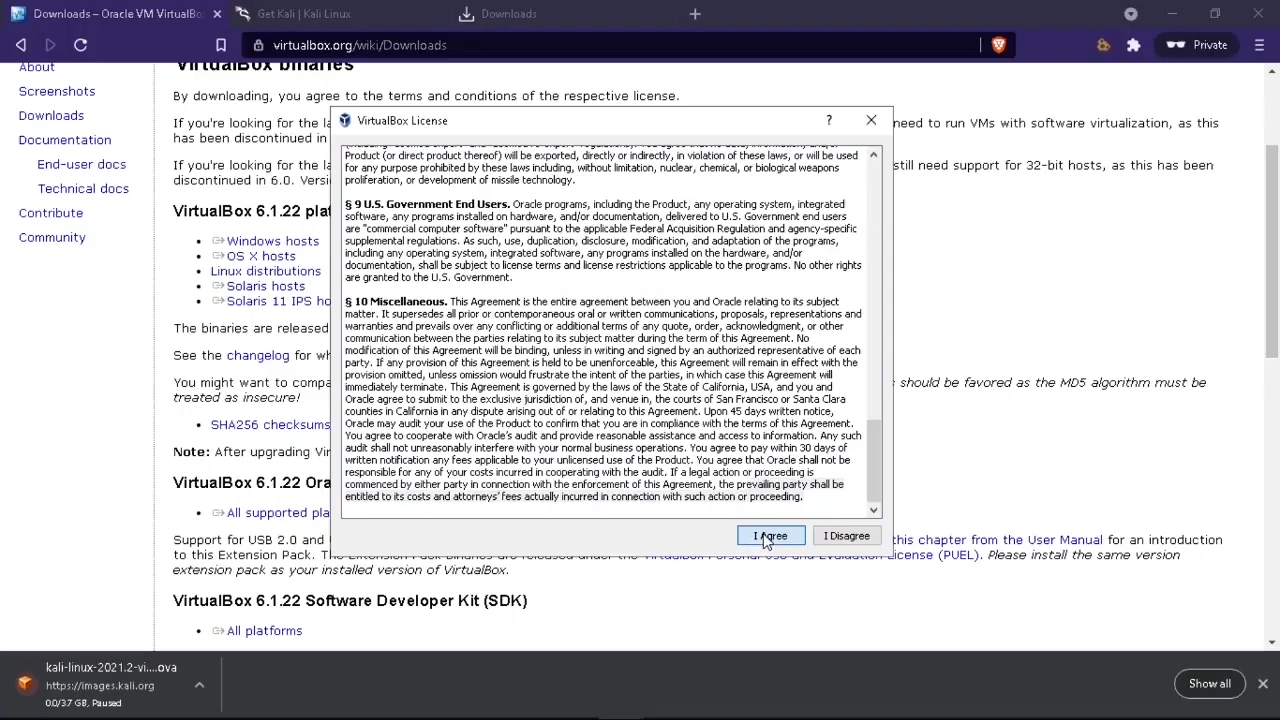 Downloads – Oracle VM VirtualBo
Get Kali | Kali Linux
Downloads
virtualbox.org/wiki/Downloads
Private
About
Screenshots
Downloads
Documentation
End-user docs
Technical docs
Contribute
Community
VirtualBox binaries
By downloading, you agree to the terms and conditions of the respective license.
If you're looking for the la
need to run VMs with software virtualization, as this
has been discontinued in
If you're looking for the la
still need support for 32-bit hosts, as this has been
discontinued in 6.0. Versi
VirtualBox 6.1.22 plat
Windows hosts
OS X hosts
Linux distributions
Solaris hosts
Solaris 11 IPS ho
The binaries are released
See the changelog for wh
You might want to compa
s should be favored as the MD5 algorithm must be
treated as insecure!
SHA256 checksums
Note: After upgrading Vir
VirtualBox 6.1.22 Ora
All supported pla
Support for USB 2.0 and
this chapter from the User Manual for an introduction
to this Extension Pack. The Extension Pack binaries are released under the VirtualBox Personal Use and Evaluation License (PUEL). Please install the same version
extension pack as your installed version of VirtualBox.
VirtualBox 6.1.22 Software Developer Kit (SDK)
All platforms
VirtualBox License
?
Product (or direct product thereof) will be exported, directly or indirectly, in violation of these laws, or will be used
for any purpose prohibited by these laws including, without limitation, nuclear, chemical, or biological weapons
proliferation, or development of missile technology.
§ 9 U.S. Government End Users. Oracle programs, including the Product, any operating system, integrated
software, any programs installed on hardware, and/or documentation, delivered to U.S. Government end users
are "commercial computer software" pursuant to the applicable Federal Acquisition Regulation and agency-specific
supplemental regulations. As such, use, duplication, disclosure, modification, and adaptation of the programs,
including any operating system, integrated software, any programs installed on the hardware, and/or
documentation, shall be subject to license terms and license restrictions applicable to the programs. No other rights
are granted to the U.S. Government.
§ 10 Miscellaneous. This Agreement is the entire agreement between you and Oracle relating to its subject
matter. It supersedes all prior or contemporaneous oral or written communications, proposals, representations and
warranties and prevails over any conflicting or additional terms of any quote, order, acknowledgment, or other
communication between the parties relating to its subject matter during the term of this Agreement. No
modification of this Agreement will be binding, unless in writing and signed by an authorized representative of each
party. If any provision of this Agreement is held to be unenforceable, this Agreement will remain in effect with the
provision omitted, unless omission would frustrate the intent of the parties, in which case this Agreement will
immediately terminate. This Agreement is governed by the laws of the State of California, USA, and you and
Oracle agree to submit to the exclusive jurisdiction of, and venue in, the courts of San Francisco or Santa Clara
counties in California in any dispute arising out of or relating to this Agreement. Upon 45 days written notice,
Oracle may audit your use of the Product to confirm that you are in compliance with the terms of this Agreement.
You agree to cooperate with Oracle's audit and provide reasonable assistance and access to information. Any such
audit shall not unreasonably interfere with your normal business operations. You agree to pay within 30 days of
written notification any fees applicable to your unlicensed use of the Product. You agree that Oracle shall not be
responsible for any of your costs incurred in cooperating with the audit. If a legal action or proceeding is
commenced by either party in connection with the enforcement of this Agreement, the prevailing party shall be
entitled to its costs and attorneys' fees actually incurred in connection with such action or proceeding.
I Agree
I Disagree
kali-linux-2021.2-vi....ova
https://images.kali.org
0.0/3.7 GB, Paused
Show all